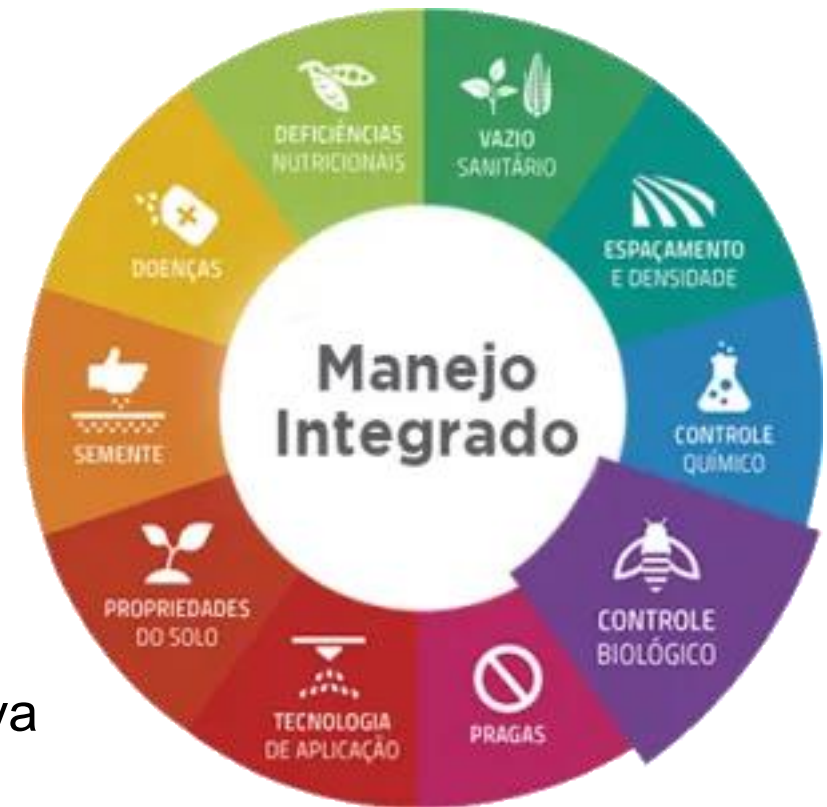 DEFICIÊNCIAS
NUTRICIONAIS
VAZIO
SANITÁRIO
ESPAÇAMENTO
E DENSIDADE
CONTROLE
QUÍMICO
CONTROLE
BIOLÓGICO
PRAGAS
TECNOLOGIA
DE APLICAÇÃO
PROPRIEDADES
DO SOLO
SEMENTE
DOENÇAS
Manejo
Integrado
va